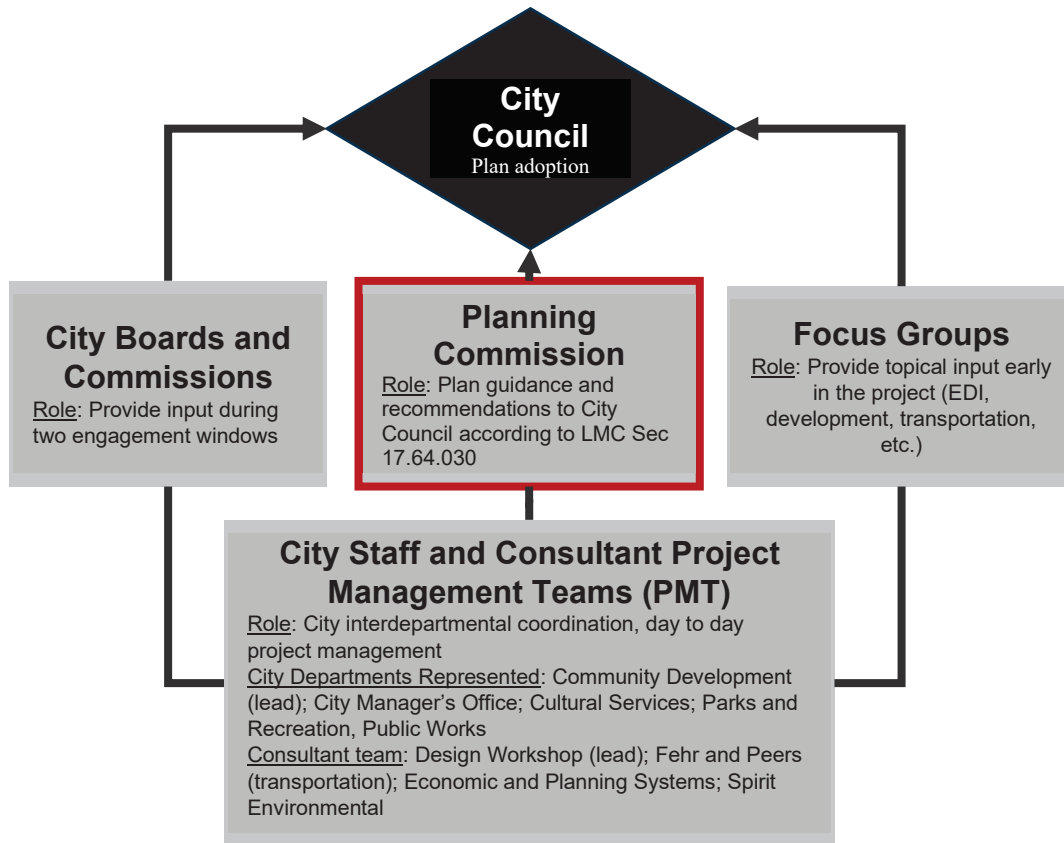 City
Council
Plan adoption
City Boards and
Commissions
Role: Provide input during
two engagement windows
Planning
Commission
Role: Plan guidance and
recommendations to City
Council according to LMC Sec
17.64.030
Focus Groups
Role: Provide topical input early
in the project (EDI,
development, transportation,
etc.)
City Staff and Consultant Project
Management Teams (PMT)
Role: City interdepartmental coordination, day to day
project management
City Departments Represented: Community Development
(lead); City Manager’s Office; Cultural Services; Parks and
Recreation, Public Works
Consultant team: Design Workshop (lead); Fehr and Peers
(transportation); Economic and Planning Systems; Spirit
Environmental